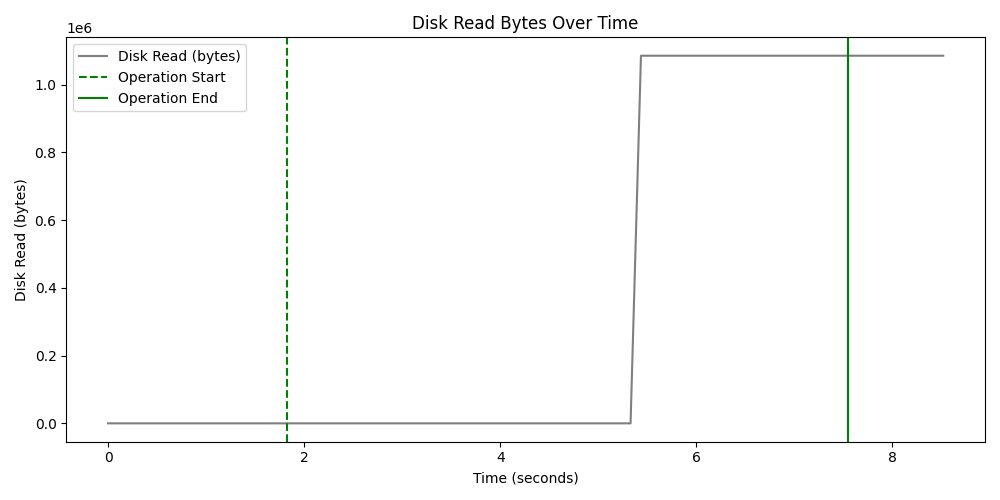 Disk Read Bytes Over Time
1e6
Disk Read (bytes)
Operation Start
Operation End
1.0
0.8
0.6
0.4
0.2
0.0
Disk Read (bytes)
0 2 4 6 8
Time (seconds)